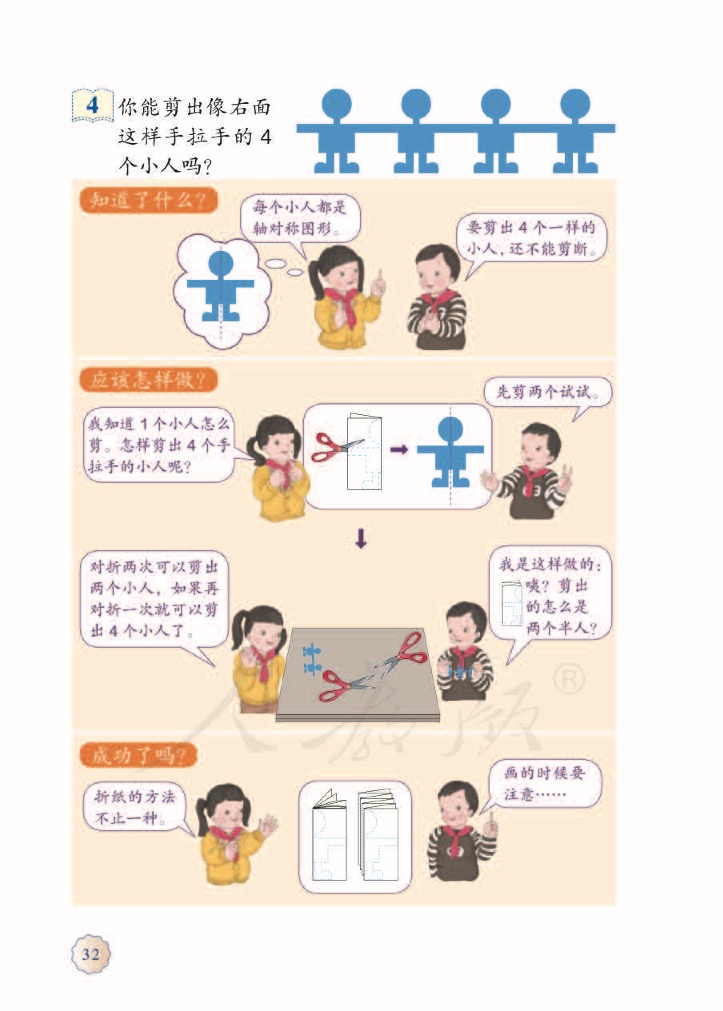 4 你能剪出像右面
这样手拉手的 4
个小人吗?
知道了什么?
每个小人都是
轴对称图形。
要剪出 4 个一样的
小人,还不能剪断。
应该怎样做?
先剪两个试试。
我知道 1 个小人怎么
剪。怎样剪出 4 个手
拉手的小人呢?
对折两次可以剪出
两个小人，如果再
对折一次就可以剪
出 4 个小人了。
我是这样做的：
咦? 剪出
的怎么是
两个半人?
人教版®
成功了吗?
折纸的方法
不止一种。
画的时候要
注意……
32